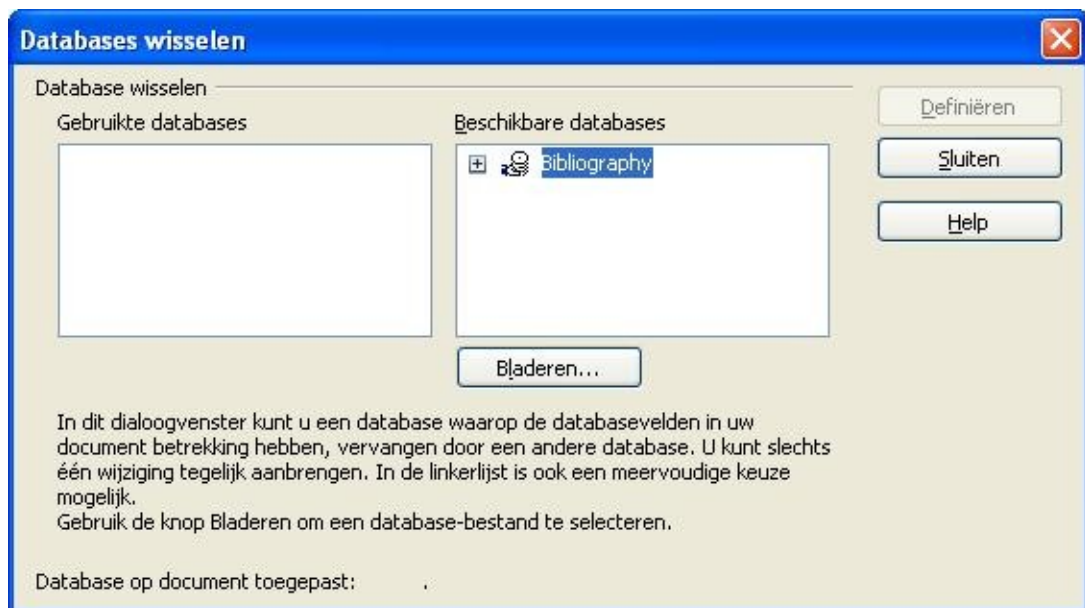 Databases wisselen
Database wisselen
Gebruikte databases
Beschikbare databases
Bibliography
Definiëren
Sluiten
Help
Bladeren...
In dit dialoogvenster kunt u een database waarop de databasevelden in uw
document betrekking hebben, vervangen door een andere database. U kunt slechts
één wijziging tegelijk aanbrengen. In de linkerlijst is ook een meervoudige keuze
mogelijk.
Gebruik de knop Bladeren om een database-bestand te selecteren.
Database op document toegepast: .